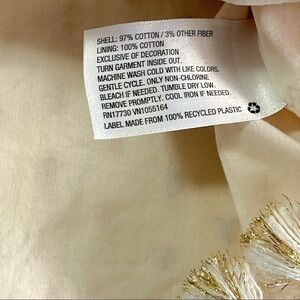 SHELL: 97% COTTON / 3% OTHER FIBER
LINING: 100% COTTON
EXCLUSIVE OF DECORATION
TURN GARMENT INSIDE OUT.
MACHINE WASH COLD WITH LIKE COLORS.
GENTLE CYCLE. ONLY NON-CHLORINE
BLEACH IF NEEDED. TUMBLE DRY LOW.
REMOVE PROMPTLY. COOL IRON IF NEEDED.
RN17730 VN1055164
LABEL MADE FROM 100% RECYCLED PLASTIC